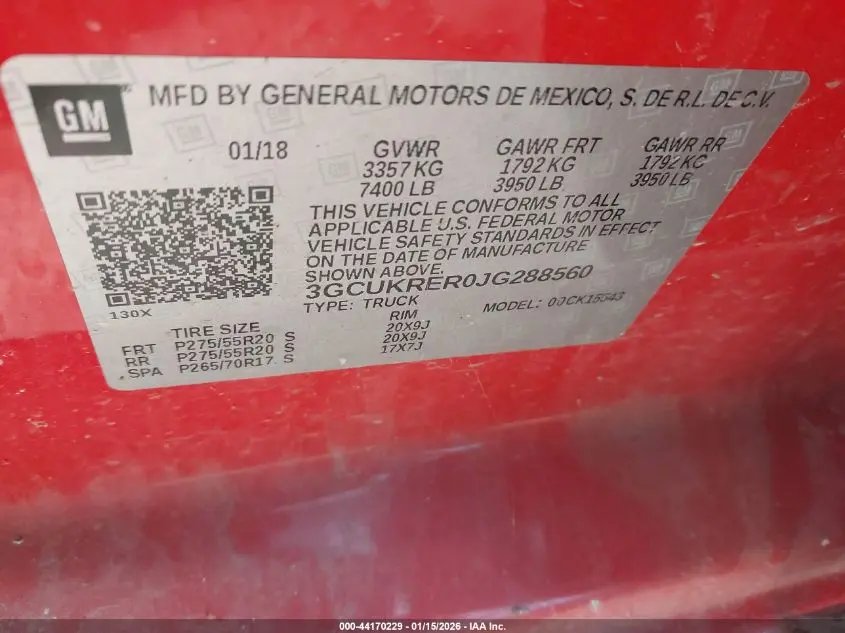 GM
MFD BY GENERAL MOTORS DE MEXICO, S. DE R.L. DE C.V.
01/18 GVWR GAWR FRT GAWR RR
3357 KG 1792 KG 1792 KG
7400 LB 3950 LB 3950 LB
THIS VEHICLE CONFORMS TO ALL
APPLICABLE U.S. FEDERAL MOTOR
VEHICLE SAFETY STANDARDS IN EFFECT
ON THE DATE OF MANUFACTURE
SHOWN ABOVE.
3GCUKRER0JG288560
TYPE: TRUCK MODEL: 00CK15543
130X
TIRE SIZE RIM
FRT P275/55R20 S 20X9J
RR P275/55R20 S 20X9J
SPA P265/70R17 S 17X7J
000-44170229 - 01/15/2026 - © IAA Inc.